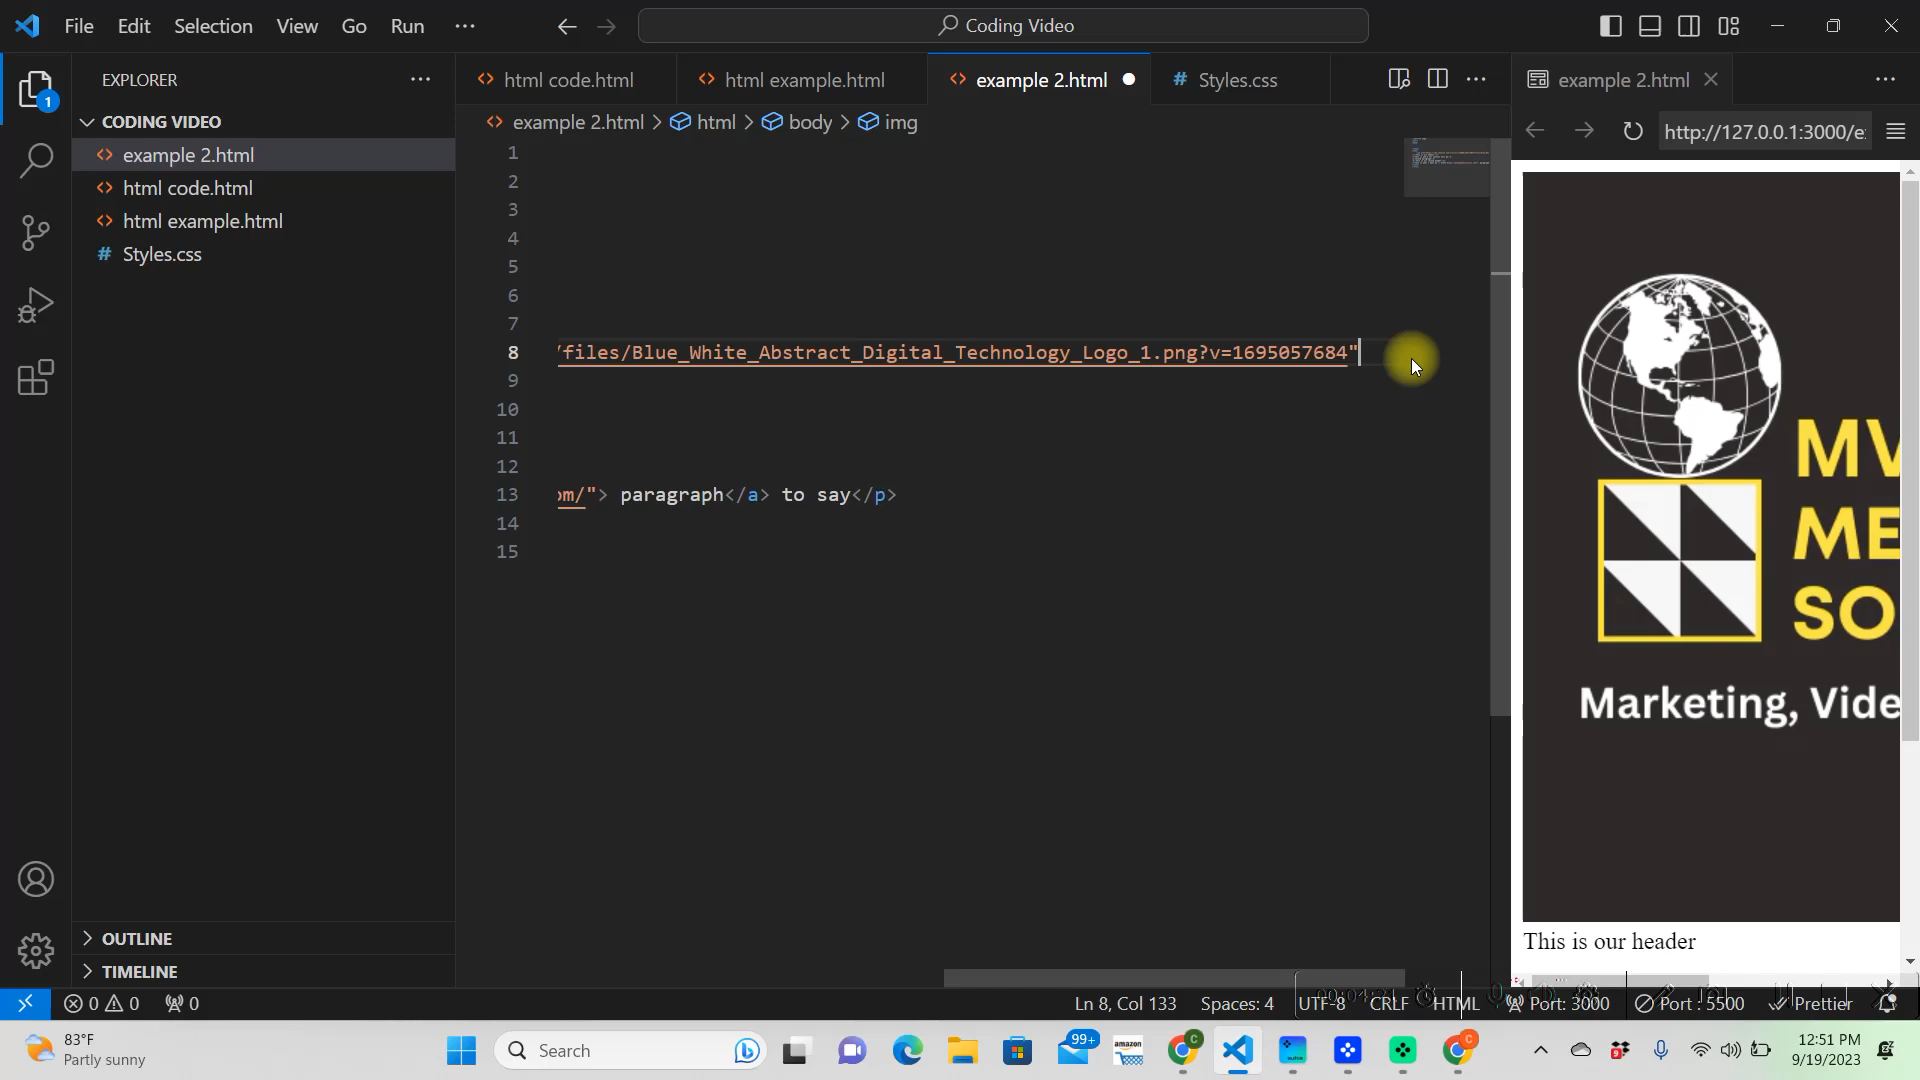 File Edit Selection View Go Run
Coding Video
EXPLORER
html code.html
html example.html
example 2.html
Styles.css
example 2.html
1
CODING VIDEO
example 2.html > html > body > img
http://127.0.0.1:3000/e
example 2.html
html code.html
html example.html
Styles.css
1
2
3
4
5
6
7
8 /files/Blue_White_Abstract_Digital_Technology_Logo_1.png?v=1695057684"
9
10
11
12
13 om/"> paragraph</a> to say</p>
14
15
MV
ME
SO
Marketing, Vide
This is our header
OUTLINE
TIMELINE
0 0 0
Ln 8, Col 133 Spaces: 4 UTF-8 CRLF HTML Port: 3000 Port : 5500 Prettier
83°F
Partly sunny
Search
99+
amazon
C
C
9
12:51 PM
9/19/2023